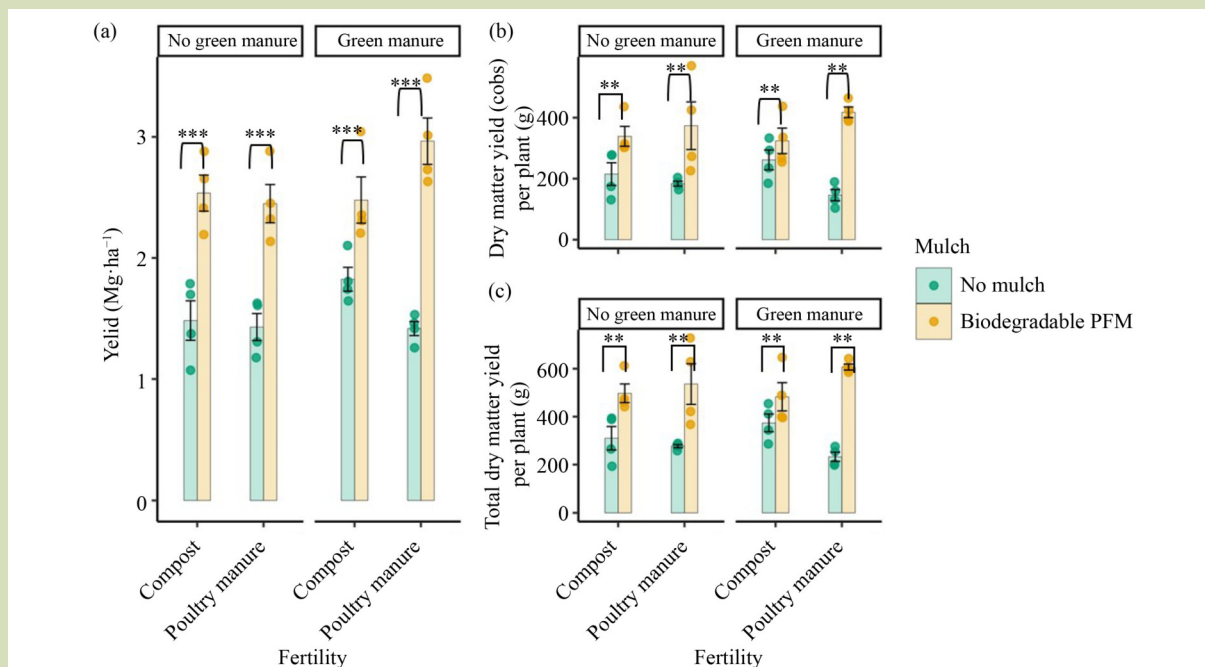 (a)
No green manure
Green manure
***
***
***
***
Yelid (Mg·ha⁻¹)
3
2
1
0
Compost
Poultry manure
Compost
Poultry manure
Fertility
(b)
No green manure
Green manure
**
**
**
**
Dry matter yield (cobs)
per plant (g)
400
200
0
(c)
No green manure
Green manure
**
**
**
**
Total dry matter yield
per plant (g)
600
400
200
0
Compost
Poultry manure
Compost
Poultry manure
Fertility
Mulch
No mulch
Biodegradable PFM